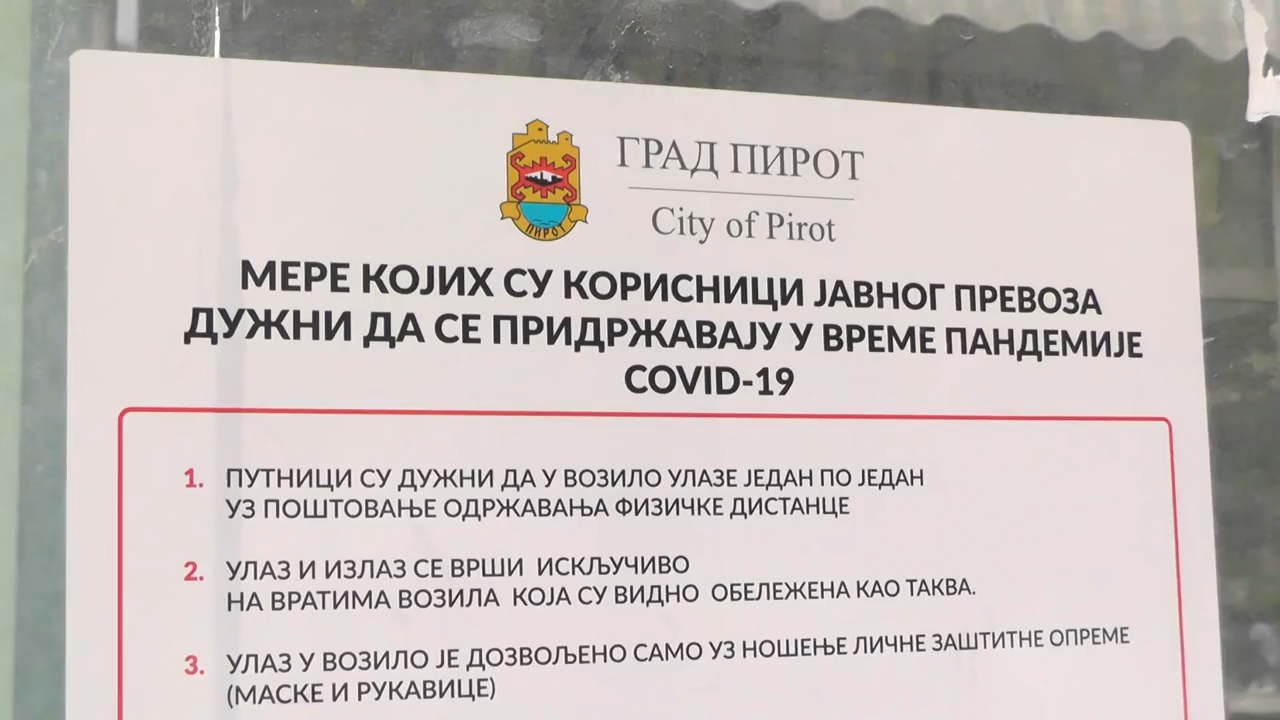 ГРАД ПИРОТ
City of Pirot
ПИРОТ
МЕРЕ КОЈИХ СУ КОРИСНИЦИ ЈАВНОГ ПРЕВОЗА
ДУЖНИ ДА СЕ ПРИДРЖАВАЈУ У ВРЕМЕ ПАНДЕМИЈЕ
COVID-19
1. ПУТНИЦИ СУ ДУЖНИ ДА У ВОЗИЛО УЛАЗЕ ЈЕДАН ПО ЈЕДАН
УЗ ПОШТОВАЊЕ ОДРЖАВАЊА ФИЗИЧКЕ ДИСТАНЦЕ
2. УЛАЗ И ИЗЛАЗ СЕ ВРШИ ИСКЉУЧИВО
НА ВРАТИМА ВОЗИЛА КОЈА СУ ВИДНО ОБЕЛЕЖЕНА КАО ТАКВА.
3. УЛАЗ У ВОЗИЛО ЈЕ ДОЗВОЉЕНО САМО УЗ НОШЕЊЕ ЛИЧНЕ ЗАШТИТНЕ ОПРЕМЕ
(МАСКЕ И РУКАВИЦЕ)